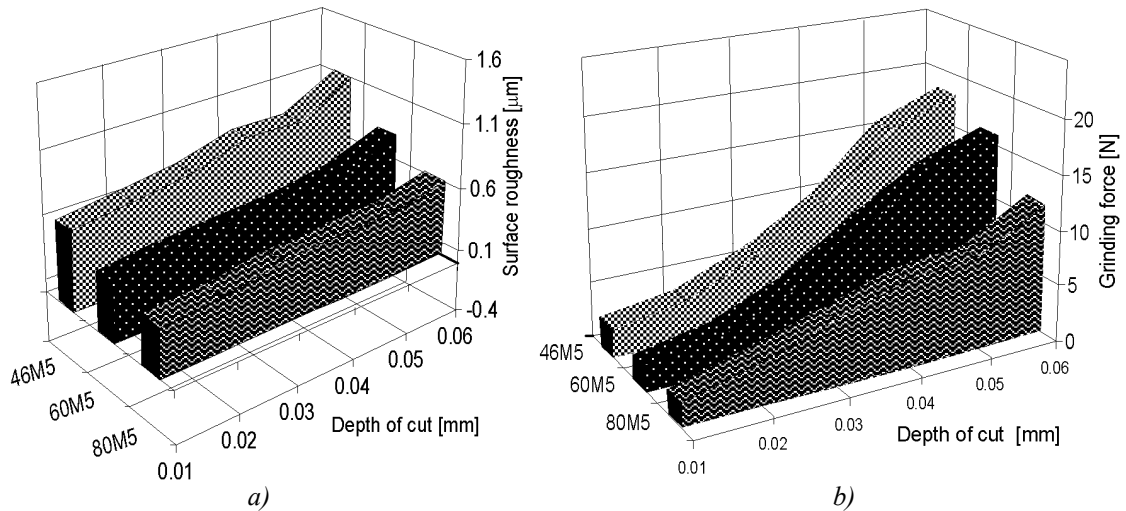 1.6
1.1
0.6
0.1
-0.4
Surface roughness [μm]
46M5
60M5
80M5
0.01
0.02
0.03
0.04
0.05
0.06
Depth of cut [mm]
a)
20
15
10
5
0
Grinding force [N]
46M5
60M5
80M5
0.01
0.02
0.03
0.04
0.05
0.06
Depth of cut [mm]
b)